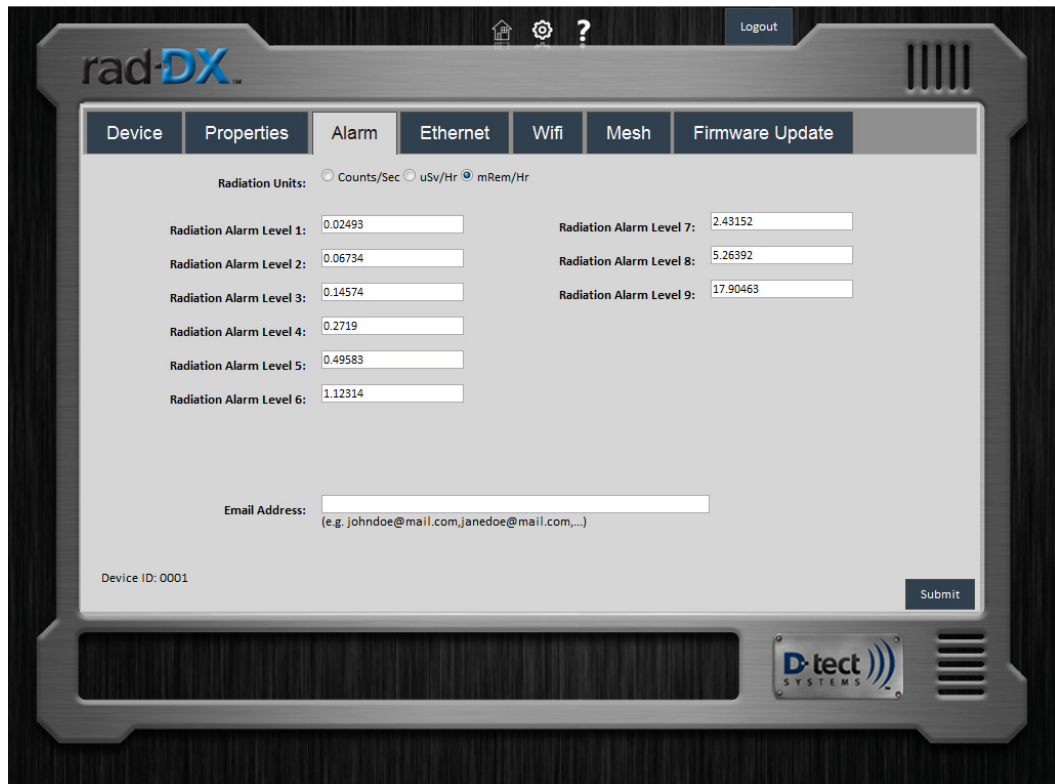 Logout
rad-DX™
Device Properties Alarm Ethernet Wifi Mesh Firmware Update
Radiation Units: Counts/Sec uSv/Hr mRem/Hr
Radiation Alarm Level 1: 0.02493
Radiation Alarm Level 2: 0.06734
Radiation Alarm Level 3: 0.14574
Radiation Alarm Level 4: 0.2719
Radiation Alarm Level 5: 0.49583
Radiation Alarm Level 6: 1.12314
Radiation Alarm Level 7: 2.43152
Radiation Alarm Level 8: 5.26392
Radiation Alarm Level 9: 17.90463
Email Address:
(e.g. johndoe@mail.com,janedoe@mail.com,...)
Device ID: 0001
Submit
D-tect
SYSTEMS™